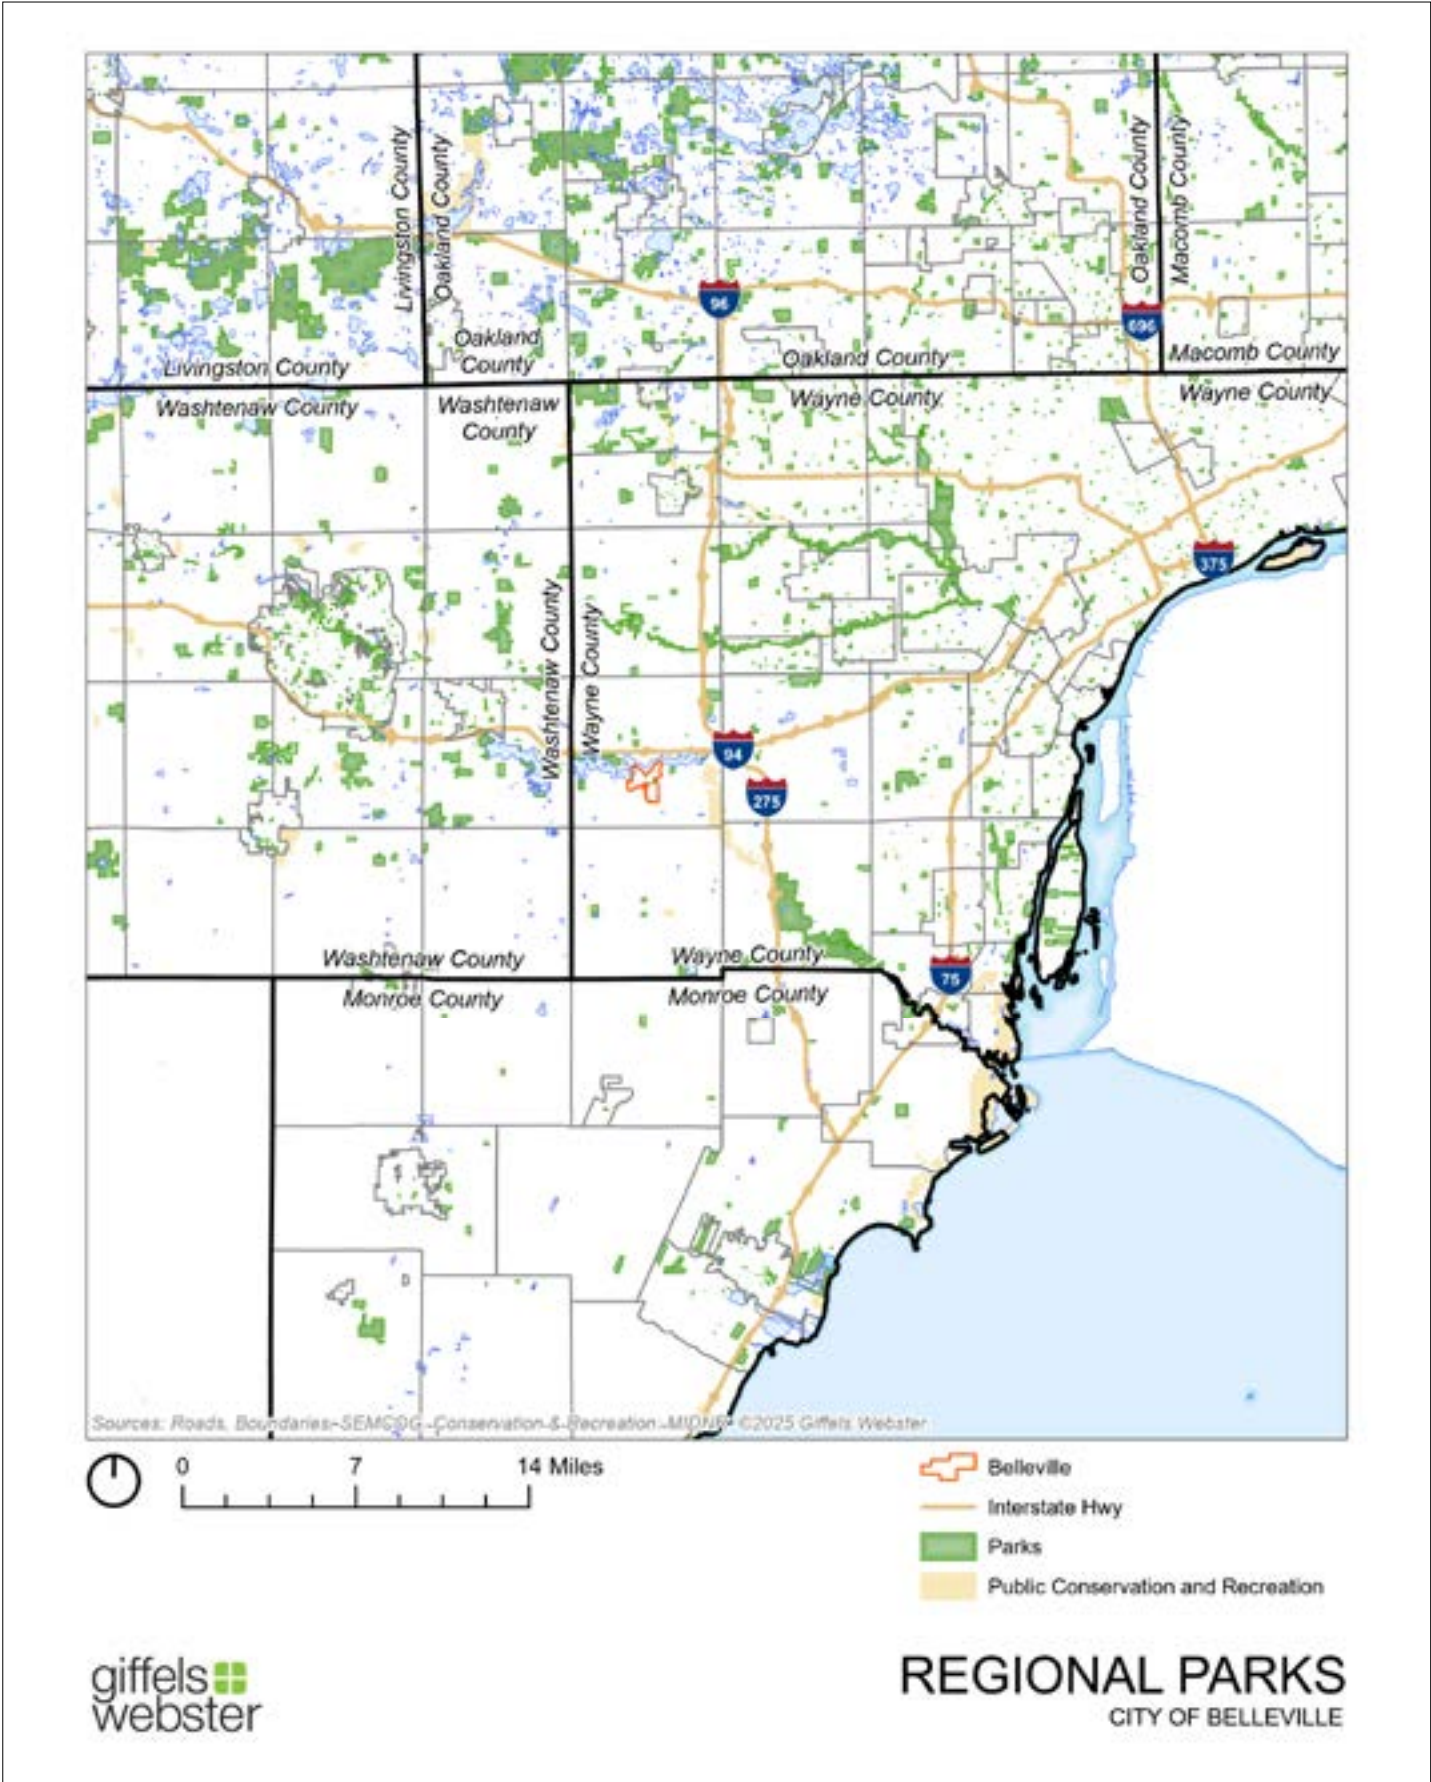 Livingston County
Oakland County
Oakland County
Macomb County
96
696
Oakland
County
Livingston County
Oakland County
Macomb County
Washtenaw County
Washtenaw
County
Wayne County
Wayne County
375
Washtenaw County
Wayne County
94
275
Washtenaw County
Wayne County
75
Monroe County
Monroe County
Sources: Roads, Boundaries-SEMCOG, Conservation & Recreation -MIDNR ©2025 Giffels Webster
0 7 14 Miles
Belleville
Interstate Hwy
Parks
Public Conservation and Recreation
giffels
webster
REGIONAL PARKS
CITY OF BELLEVILLE